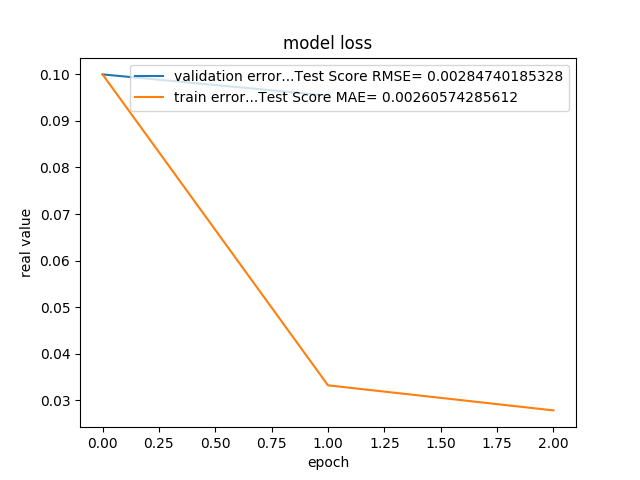 model loss
validation error...Test Score RMSE= 0.00284740185328
train error...Test Score MAE= 0.00260574285612
0.10
0.09
0.08
0.07
0.06
0.05
0.04
0.03
real value
0.00 0.25 0.50 0.75 1.00 1.25 1.50 1.75 2.00
epoch